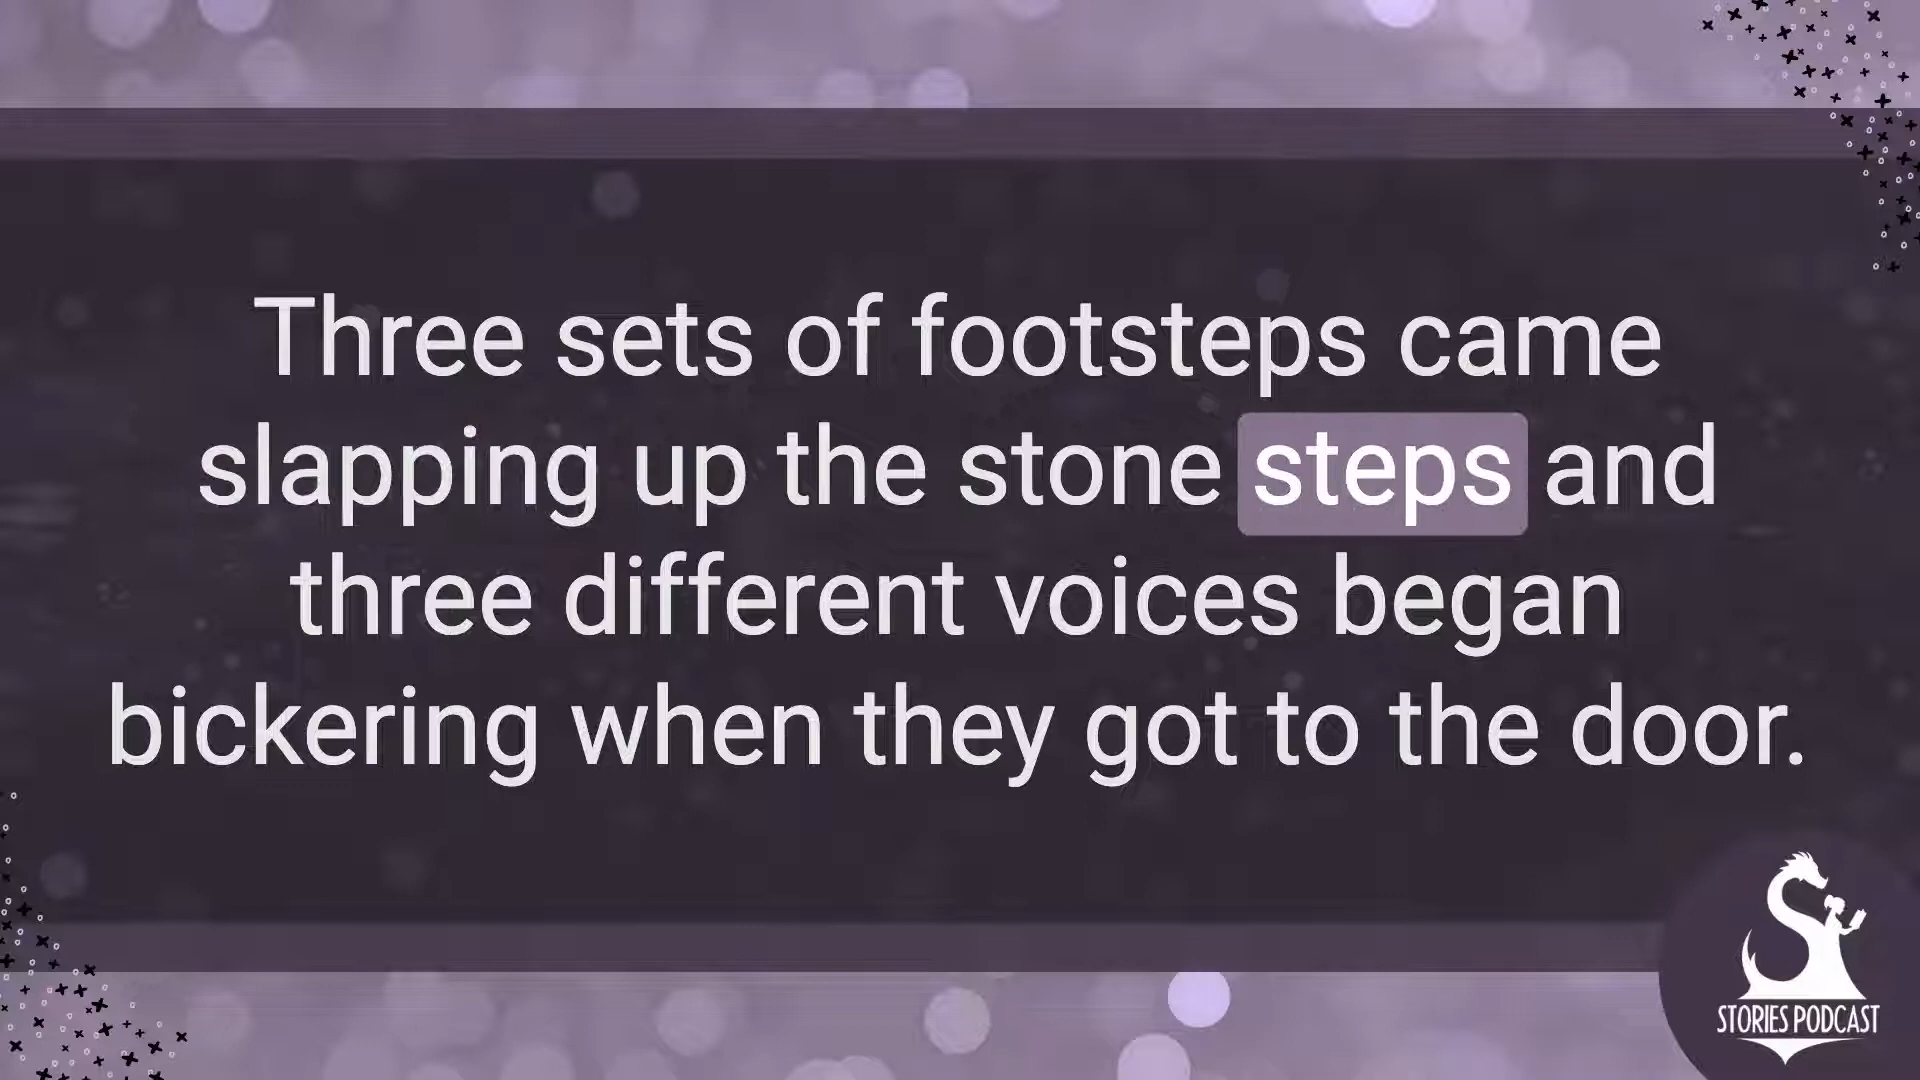 Three sets of footsteps came
slapping up the stone steps and
three different voices began
bickering when they got to the door.
STORIES PODCAST